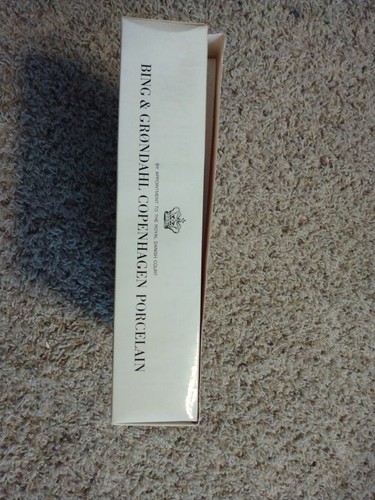 BY APPOINTMENT TO THE ROYAL DANISH COURT
BING & GRONDAHL COPENHAGEN PORCELAIN